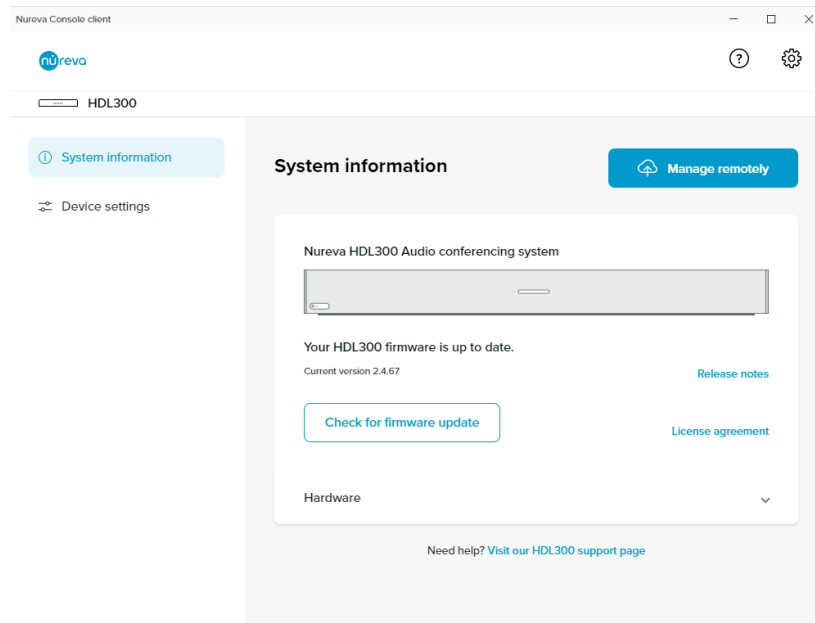 Nureva Console client
nureva
HDL300
System information
Device settings
System information
Manage remotely
Nureva HDL300 Audio conferencing system
Your HDL300 firmware is up to date.
Current version 2.4.67
Release notes
Check for firmware update
License agreement
Hardware
Need help? Visit our HDL300 support page